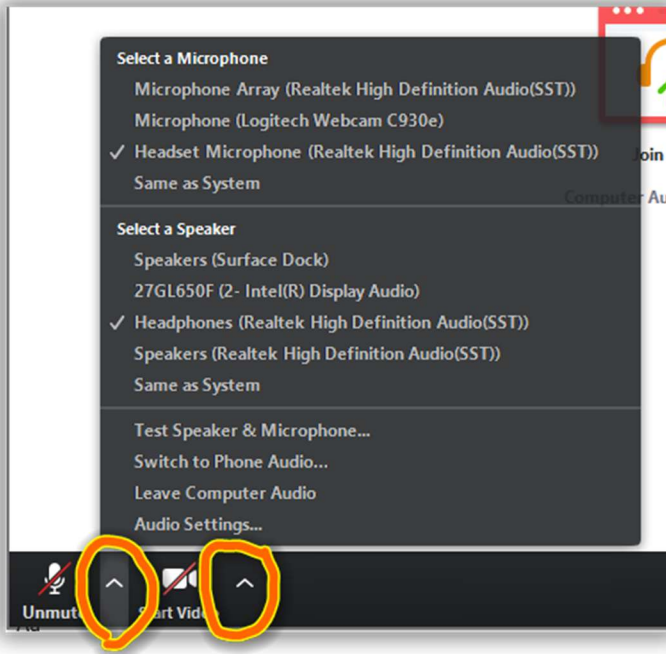 Select a Microphone
Microphone Array (Realtek High Definition Audio(SST))
Microphone (Logitech Webcam C930e)
Headset Microphone (Realtek High Definition Audio(SST))
Join
Same as System
Computer Au
Select a Speaker
Speakers (Surface Dock)
27GL650F (2- Intel(R) Display Audio)
Headphones (Realtek High Definition Audio(SST))
Speakers (Realtek High Definition Audio(SST))
Same as System
Test Speaker & Microphone...
Switch to Phone Audio...
Leave Computer Audio
Audio Settings...
Unmute Start Video